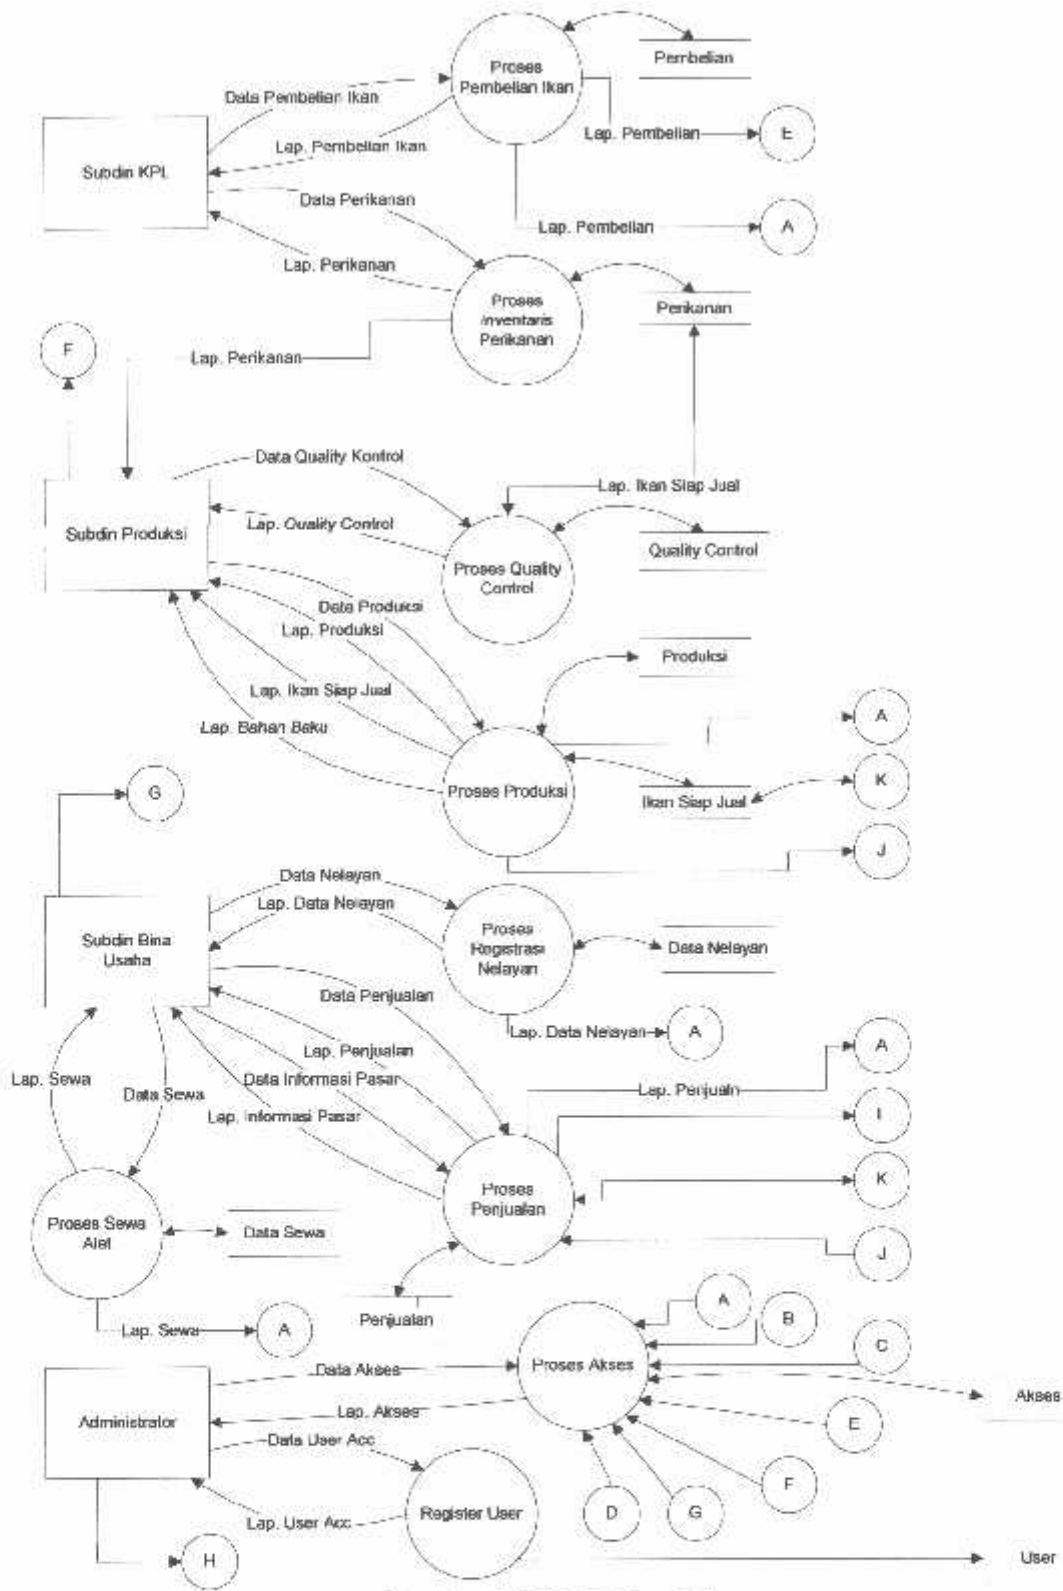 Proses
Pembelian Ikan
Pembelian
Data Pembelian Ikan
Lap. Pembelian
E
Lap. Pembelian Ikan
Subdin KPL
Data Perikanan
Lap. Pembelian
A
Lap. Perikanan
Proses
Inventaris
Perikanan
Perikanan
F
Lap. Perikanan
Data Quality Kontrol
Lap. Ikan Siap Jual
Lap. Quality Control
Subdin Produksi
Quality Control
Proses Quality
Control
Data Produksi
Lap. Produksi
Produksi
Lap. Ikan Siap Jual
A
Lap. Bahan Baku
K
G
Proses Produksi
Ikan Siap Jual
J
Data Nelayan
Lap. Data Nelayan
Proses
Registrasi
Nelayan
Subdin Bina
Usaha
Data Nelayan
Data Penjualan
Lap. Data Nelayan
A
A
Lap. Penjualan
Lap. Sewa
Data Sewa
Data Informasi Pasar
Lap. Penjualn
Lap. Informasi Pasar
I
Proses
Penjualan
K
Proses Sewa
Alet
Data Sewa
J
Penjualan
A
B
Lap. Sewa
A
C
Data Akses
Proses Akses
Akses
Lap. Akses
Administrator
E
Data User Acc
F
D
G
Lap. User Acc
Register User
H
User